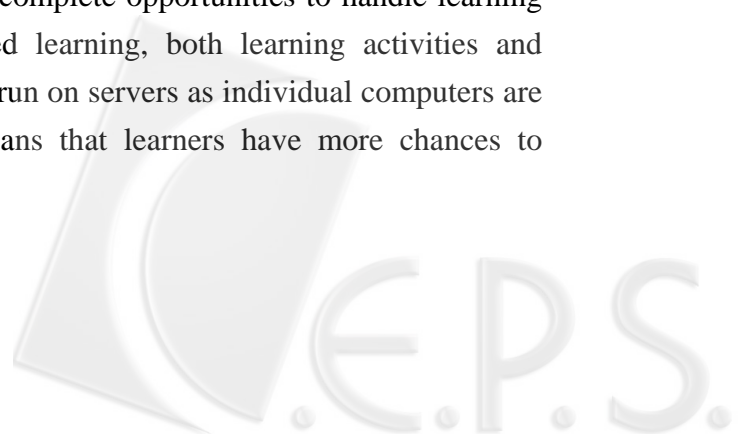 complete opportunities to handle learning
ed learning, both learning activities and
run on servers as individual computers are
ans that learners have more chances to
C.E.P.S.